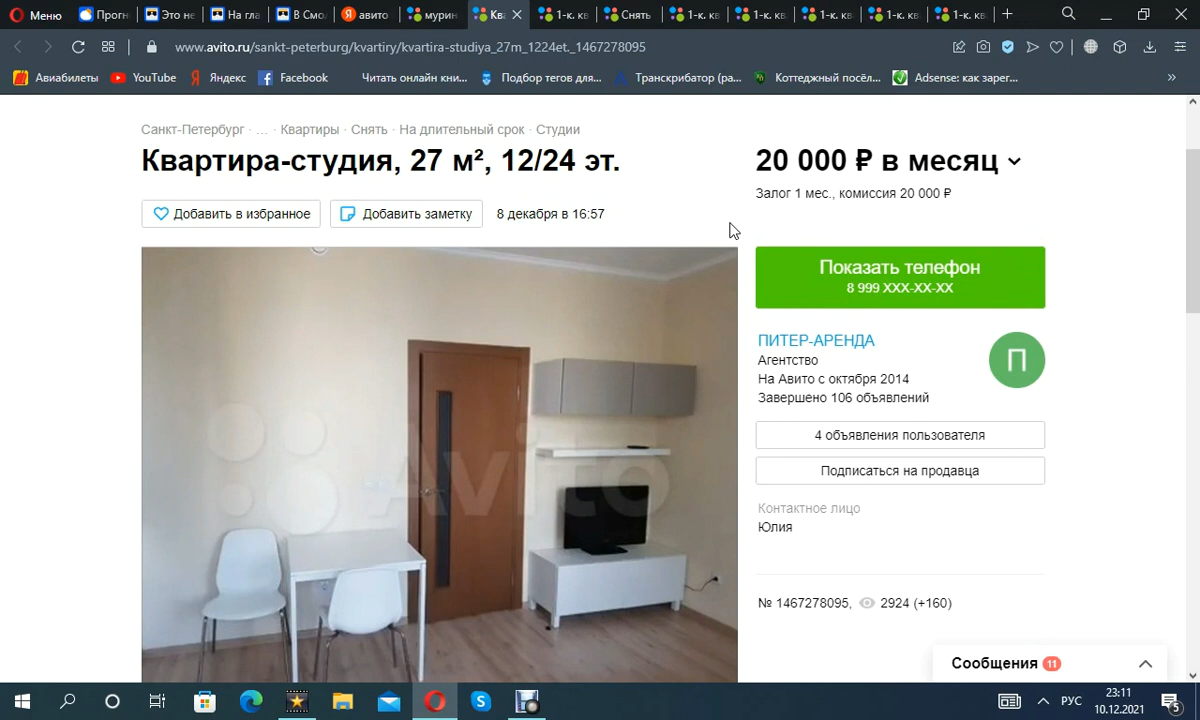 Меню
Прогн
Это не
На гла
В Смо
авито
мурин
Ква
1-к. кв
Снять
1-к. кв
1-к. кв
1-к. кв
1-к. кв
1-к. кв
www.avito.ru/sankt-peterburg/kvartiry/kvartira-studiya_27m_1224et._1467278095
Авиабилеты
YouTube
Яндекс
Facebook
Читать онлайн кни...
Подбор тегов для...
Транскрибатор (ра...
Коттеджный посёл...
Adsense: как зарег...
»
Санкт-Петербург · ... · Квартиры · Снять · На длительный срок · Студии
Квартира-студия, 27 м², 12/24 эт.
20 000 ₽ в месяц
Залог 1 мес., комиссия 20 000 ₽
Добавить в избранное
Добавить заметку
8 декабря в 16:57
Показать телефон
8 999 XXX-XX-XX
ПИТЕР-АРЕНДА
Агентство
На Авито с октября 2014
Завершено 106 объявлений
П
4 объявления пользователя
Подписаться на продавца
Контактное лицо
Юлия
№ 1467278095, 2924 (+160)
Avito
Сообщения 11
РУС
23:11
10.12.2021
5